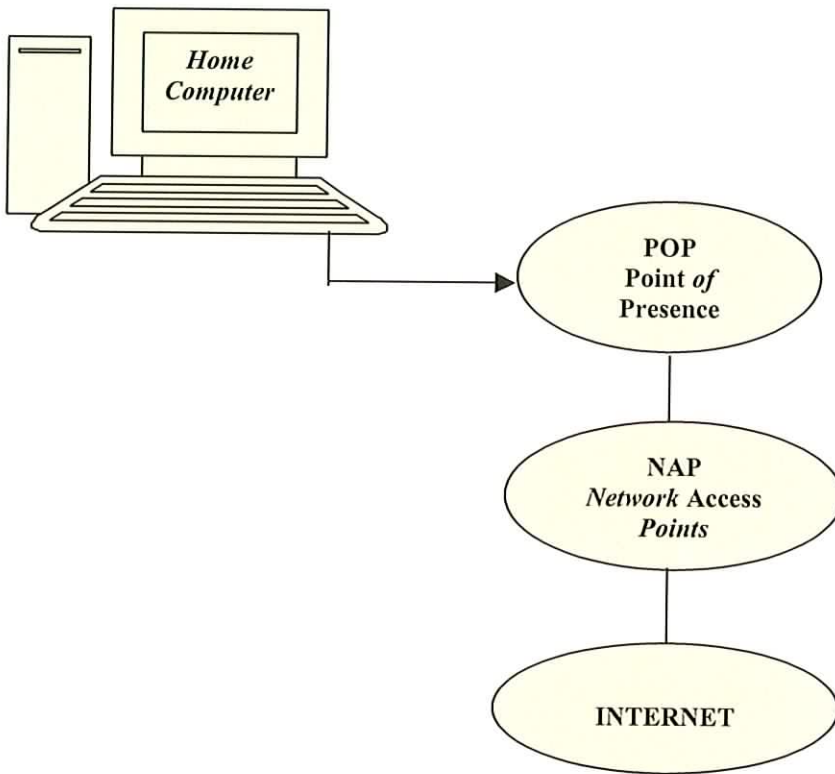 Home
Computer
POP
Point of
Presence
NAP
Network Access
Points
INTERNET